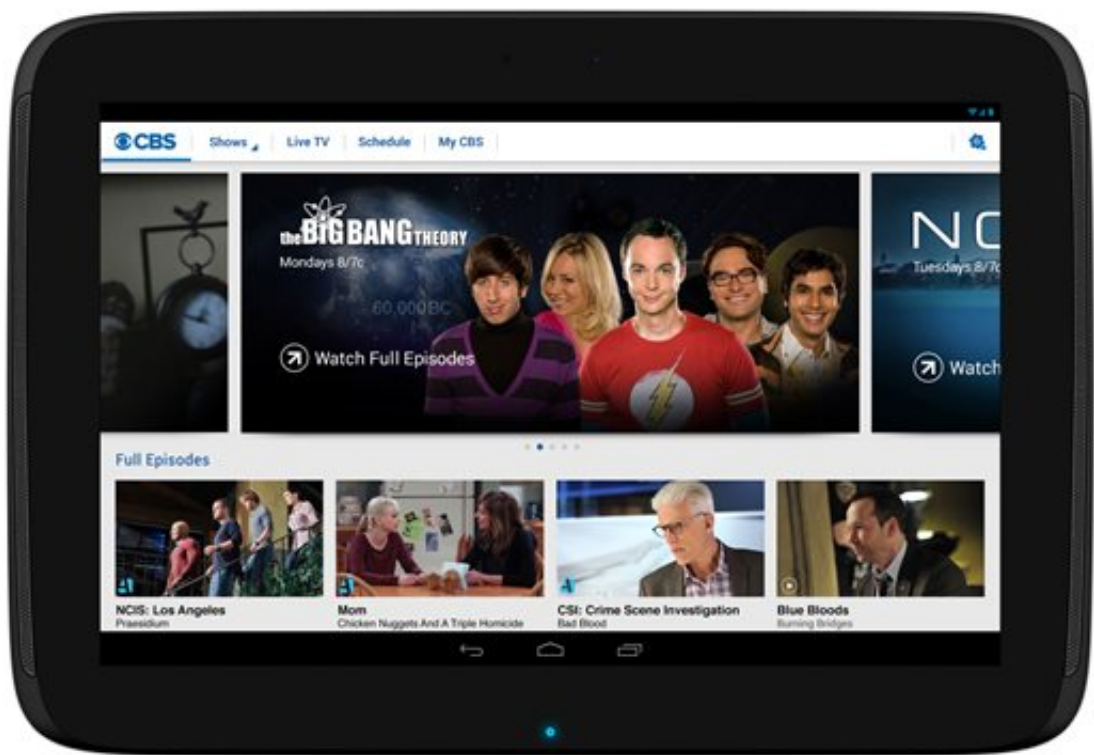 CBS
Shows
Live TV
Schedule
My CBS
the BIG BANG THEORY
Mondays 8/7c
60,000 BC
Watch Full Episodes
NC
Tuesdays 8/7c
Watch
Full Episodes
NCIS: Los Angeles
Praesidium
Mom
Chicken Nuggets And A Triple Homicide
CSI: Crime Scene Investigation
Bad Blood
Blue Bloods
Burning Bridges